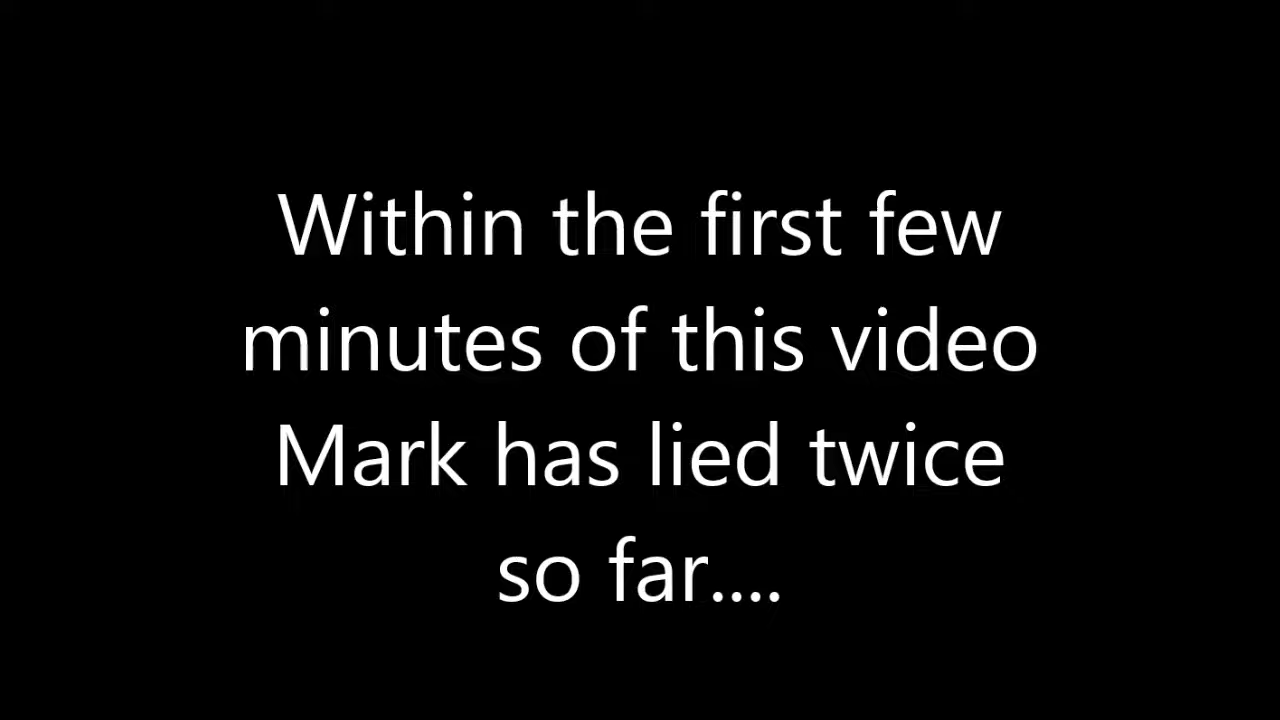 Within the first few
minutes of this video
Mark has lied twice
so far....